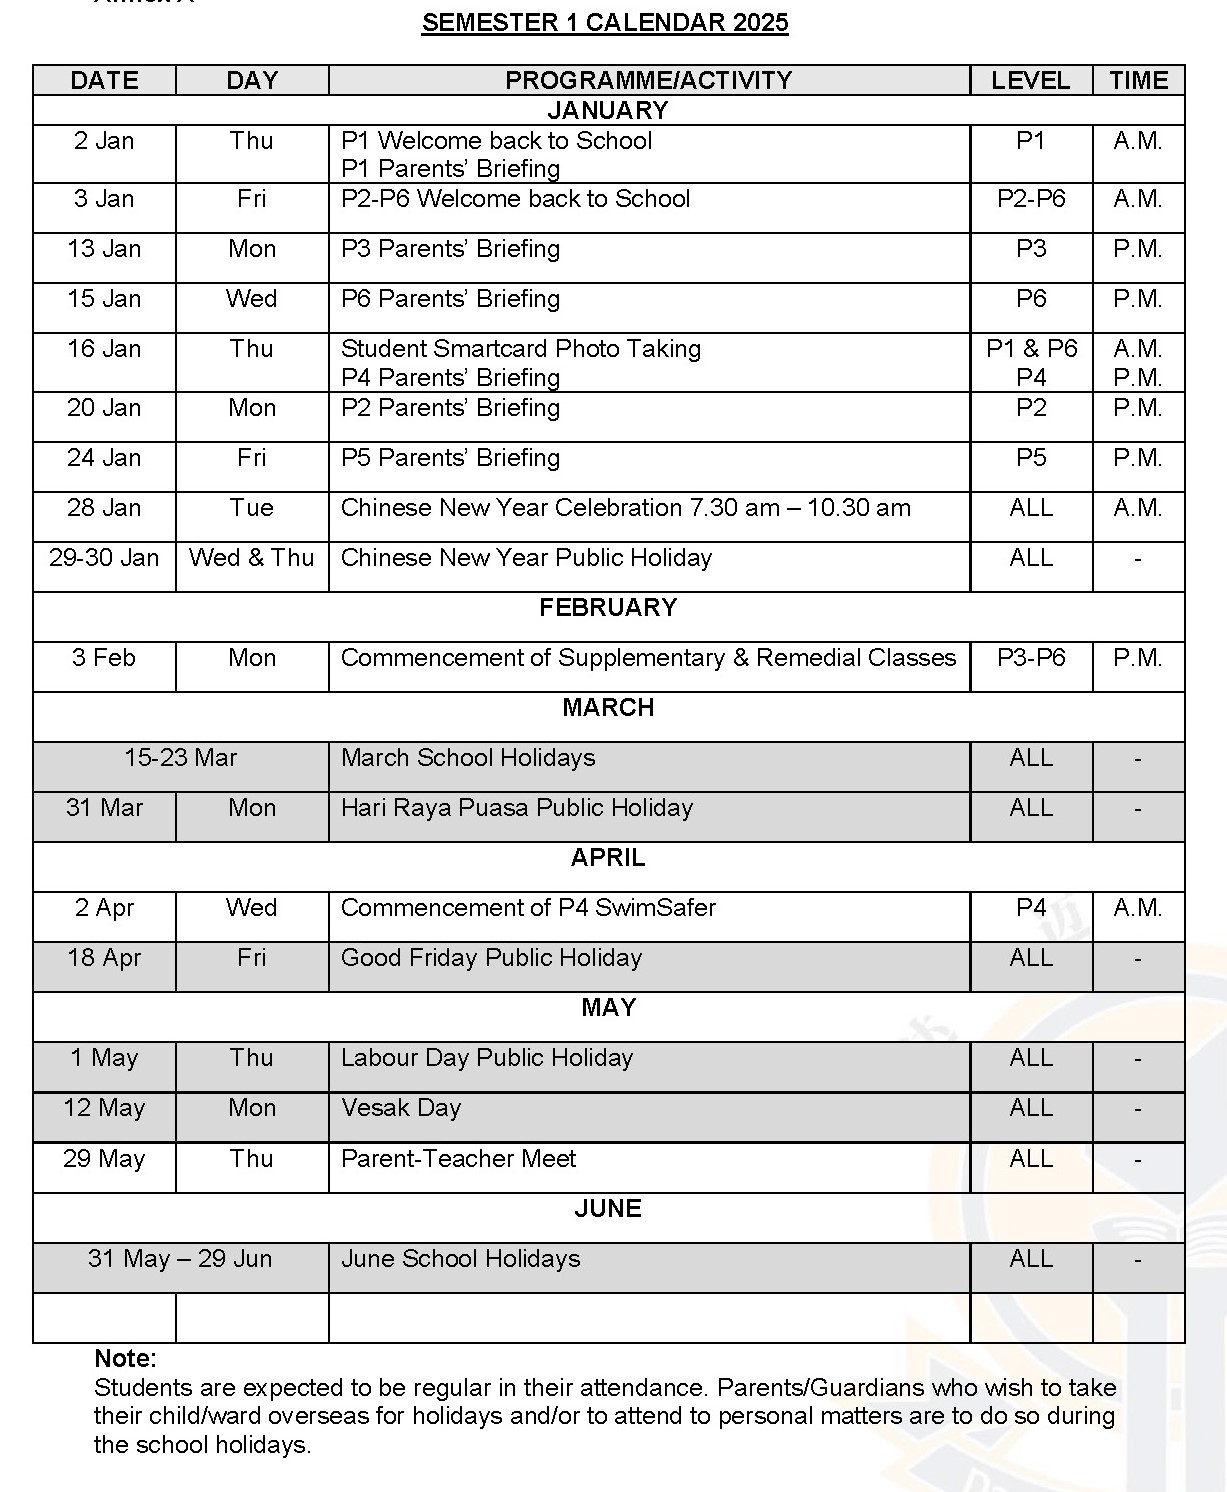 SEMESTER 1 CALENDAR 2025
DATE DAY PROGRAMME/ACTIVITY LEVEL TIME
JANUARY
2 Jan Thu P1 Welcome back to School P1 A.M.
P1 Parents’ Briefing
3 Jan Fri P2-P6 Welcome back to School P2-P6 A.M.
13 Jan Mon P3 Parents’ Briefing P3 P.M.
15 Jan Wed P6 Parents’ Briefing P6 P.M.
16 Jan Thu Student Smartcard Photo Taking P1 & P6 A.M.
P4 Parents’ Briefing P4 P.M.
20 Jan Mon P2 Parents’ Briefing P2 P.M.
24 Jan Fri P5 Parents’ Briefing P5 P.M.
28 Jan Tue Chinese New Year Celebration 7.30 am – 10.30 am ALL A.M.
29-30 Jan Wed & Thu Chinese New Year Public Holiday ALL -
FEBRUARY
3 Feb Mon Commencement of Supplementary & Remedial Classes P3-P6 P.M.
MARCH
15-23 Mar March School Holidays ALL -
31 Mar Mon Hari Raya Puasa Public Holiday ALL -
APRIL
2 Apr Wed Commencement of P4 SwimSafer P4 A.M.
18 Apr Fri Good Friday Public Holiday ALL -
MAY
1 May Thu Labour Day Public Holiday ALL -
12 May Mon Vesak Day ALL -
29 May Thu Parent-Teacher Meet ALL -
JUNE
31 May – 29 Jun June School Holidays ALL -
Note:
Students are expected to be regular in their attendance. Parents/Guardians who wish to take
their child/ward overseas for holidays and/or to attend to personal matters are to do so during
the school holidays.